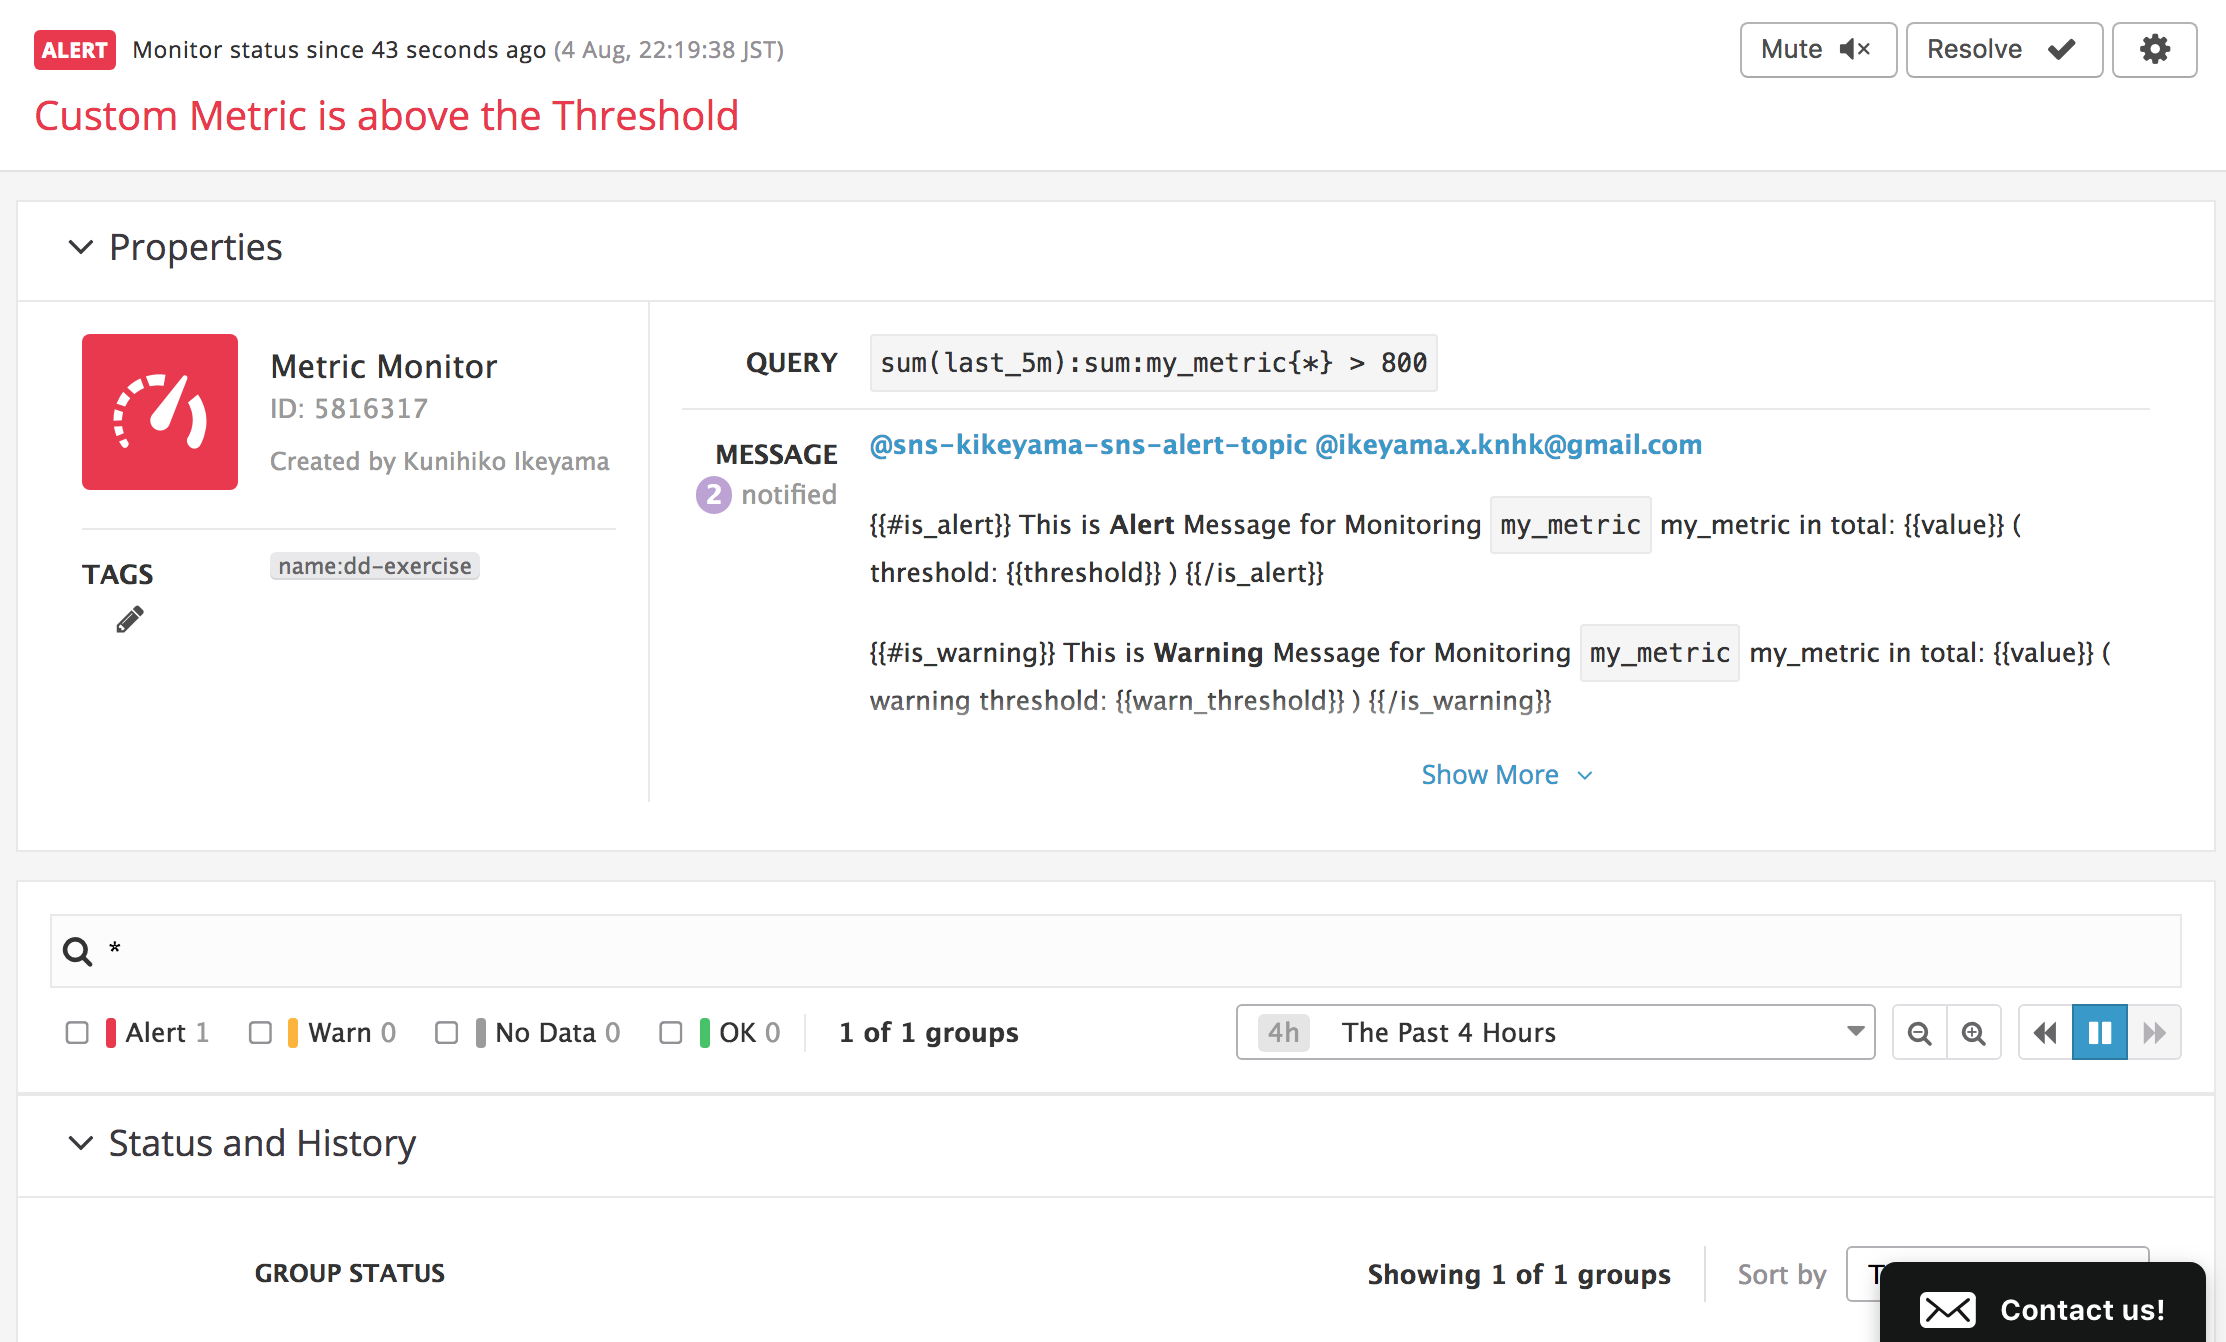 ALERT Monitor status since 43 seconds ago (4 Aug, 22:19:38 JST)
Mute
Resolve
Custom Metric is above the Threshold
Properties
Metric Monitor
ID: 5816317
Created by Kunihiko Ikeyama
TAGS
name:dd-exercise
QUERY
sum(last_5m):sum:my_metric{*} > 800
MESSAGE
2 notified
@sns-kikeyama-sns-alert-topic @ikeyama.x.knhk@gmail.com
{{#is_alert}} This is Alert Message for Monitoring my_metric my_metric in total: {{value}} (
threshold: {{threshold}} ) {{/is_alert}}
{{#is_warning}} This is Warning Message for Monitoring my_metric my_metric in total: {{value}} (
warning threshold: {{warn_threshold}} ) {{/is_warning}}
Show More
*
Alert 1 Warn 0 No Data 0 OK 0 1 of 1 groups
4h The Past 4 Hours
Status and History
GROUP STATUS
Showing 1 of 1 groups
Sort by
Contact us!